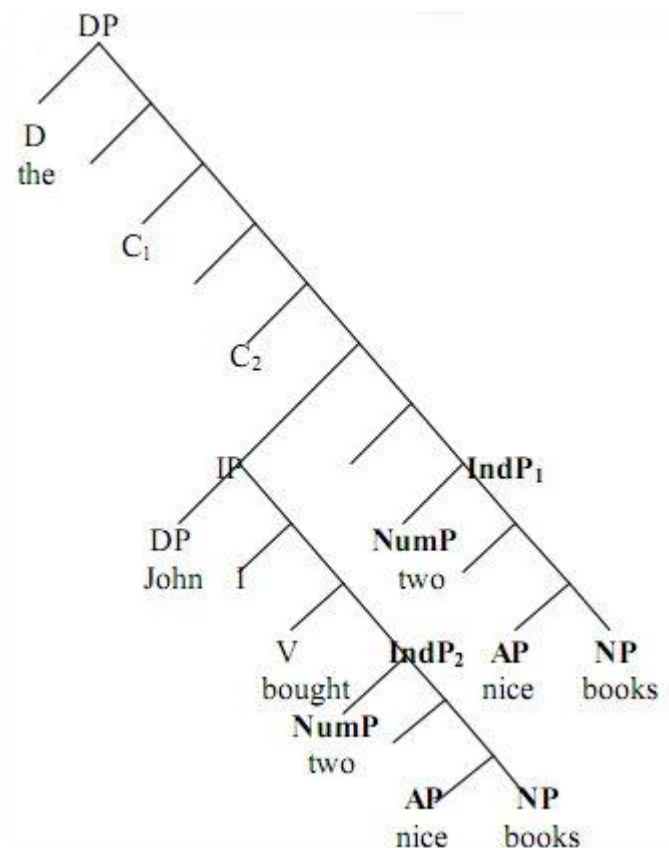 DP
D
the
C₁
C₂
IP IndP₁
DP NumP
John I two
V IndP₂ AP NP
bought nice books
NumP
two
AP NP
nice books